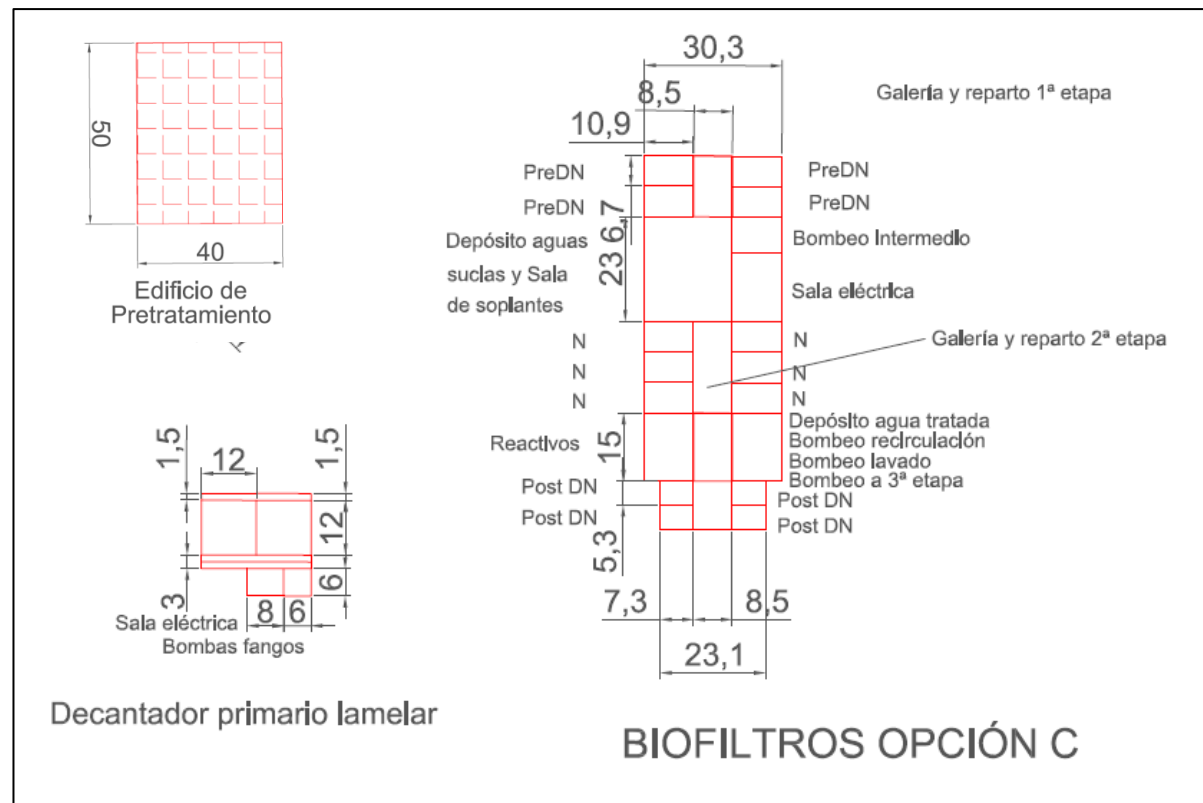 50
40
Edificio de
Pretratamiento
1,5
12
1,5
12
3
8
6
6
Sala eléctrica
Bombas fangos
Decantador primario lamelar
30,3
8,5
10,9
Galería y reparto 1ª etapa
PreDN
PreDN
PreDN
PreDN
6,7
23
Depósito aguas
sucias y Sala
de soplantes
Bombeo Intermedio
Sala eléctrica
N
N
N
N
N
N
Galería y reparto 2ª etapa
Reactivos
15
Depósito agua tratada
Bombeo recirculación
Bombeo lavado
Bombeo a 3ª etapa
Post DN
Post DN
Post DN
Post DN
5,3
7,3
8,5
23,1
BIOFILTROS OPCIÓN C